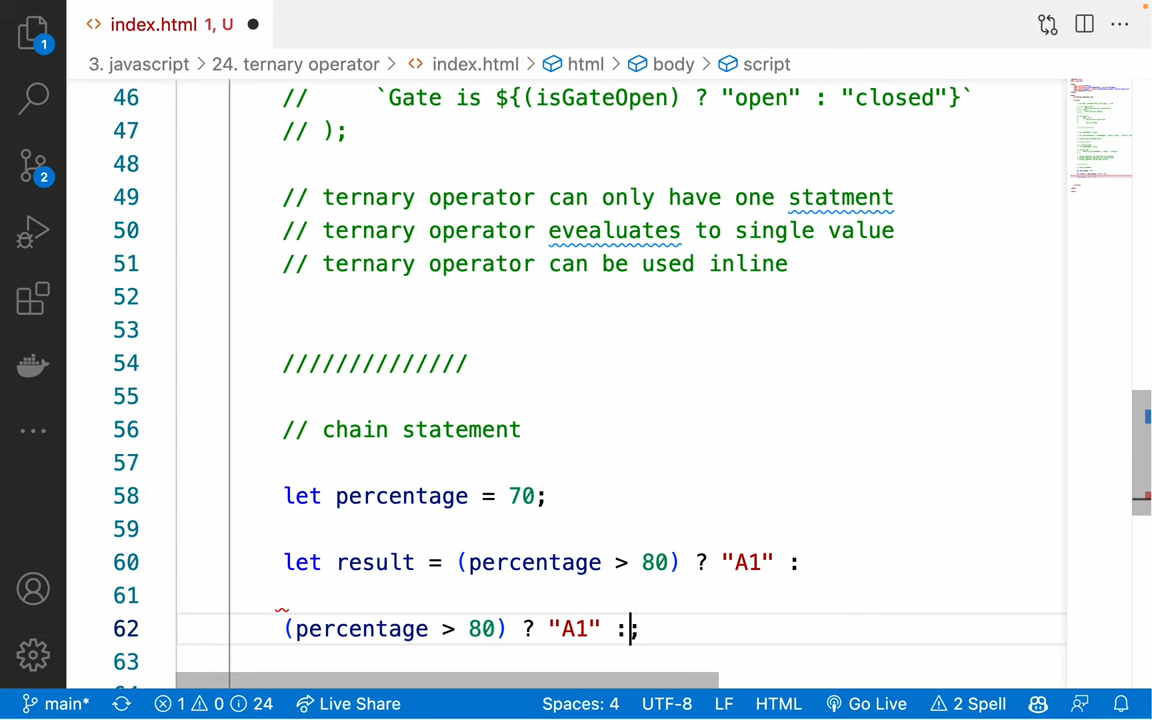 index.html 1, U
3. javascript > 24. ternary operator > index.html > html > body > script
46 // `Gate is ${(isGateOpen) ? "open" : "closed"}`
47 // );
48
49 // ternary operator can only have one statment
50 // ternary operator evealuates to single value
51 // ternary operator can be used inline
52
53
54 //////////////
55
56 // chain statement
57
58 let percentage = 70;
59
60 let result = (percentage > 80) ? "A1" :
61
62 (percentage > 80) ? "A1" :;
63
1
2
main* 1 0 24 Live Share Spaces: 4 UTF-8 LF HTML Go Live 2 Spell